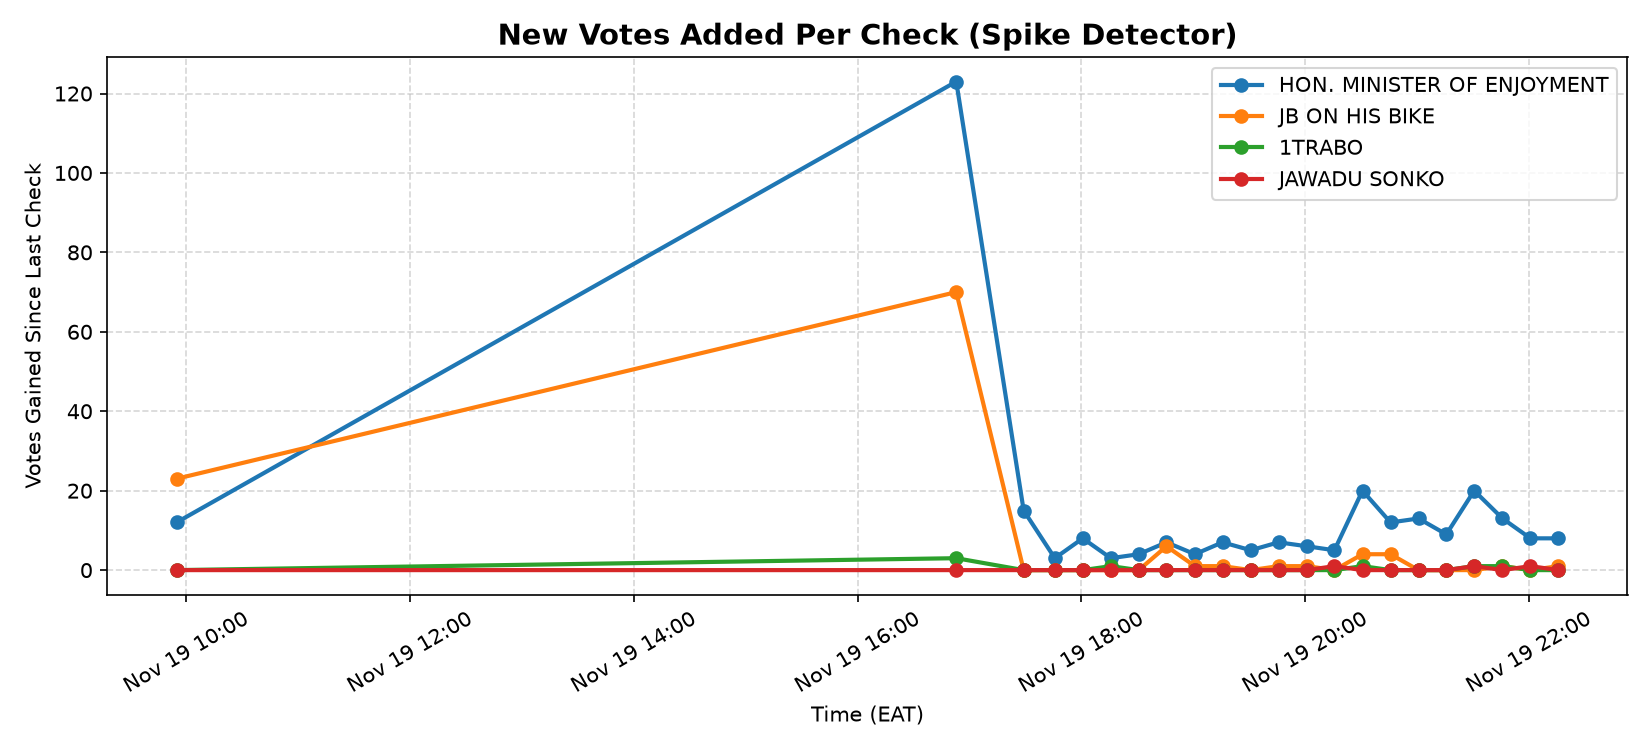 New Votes Added Per Check (Spike Detector)
HON. MINISTER OF ENJOYMENT
JB ON HIS BIKE
1TRABO
JAWADU SONKO
Votes Gained Since Last Check
120
100
80
60
40
20
0
Nov 19 10:00
Nov 19 12:00
Nov 19 14:00
Nov 19 16:00
Nov 19 18:00
Nov 19 20:00
Nov 19 22:00
Time (EAT)